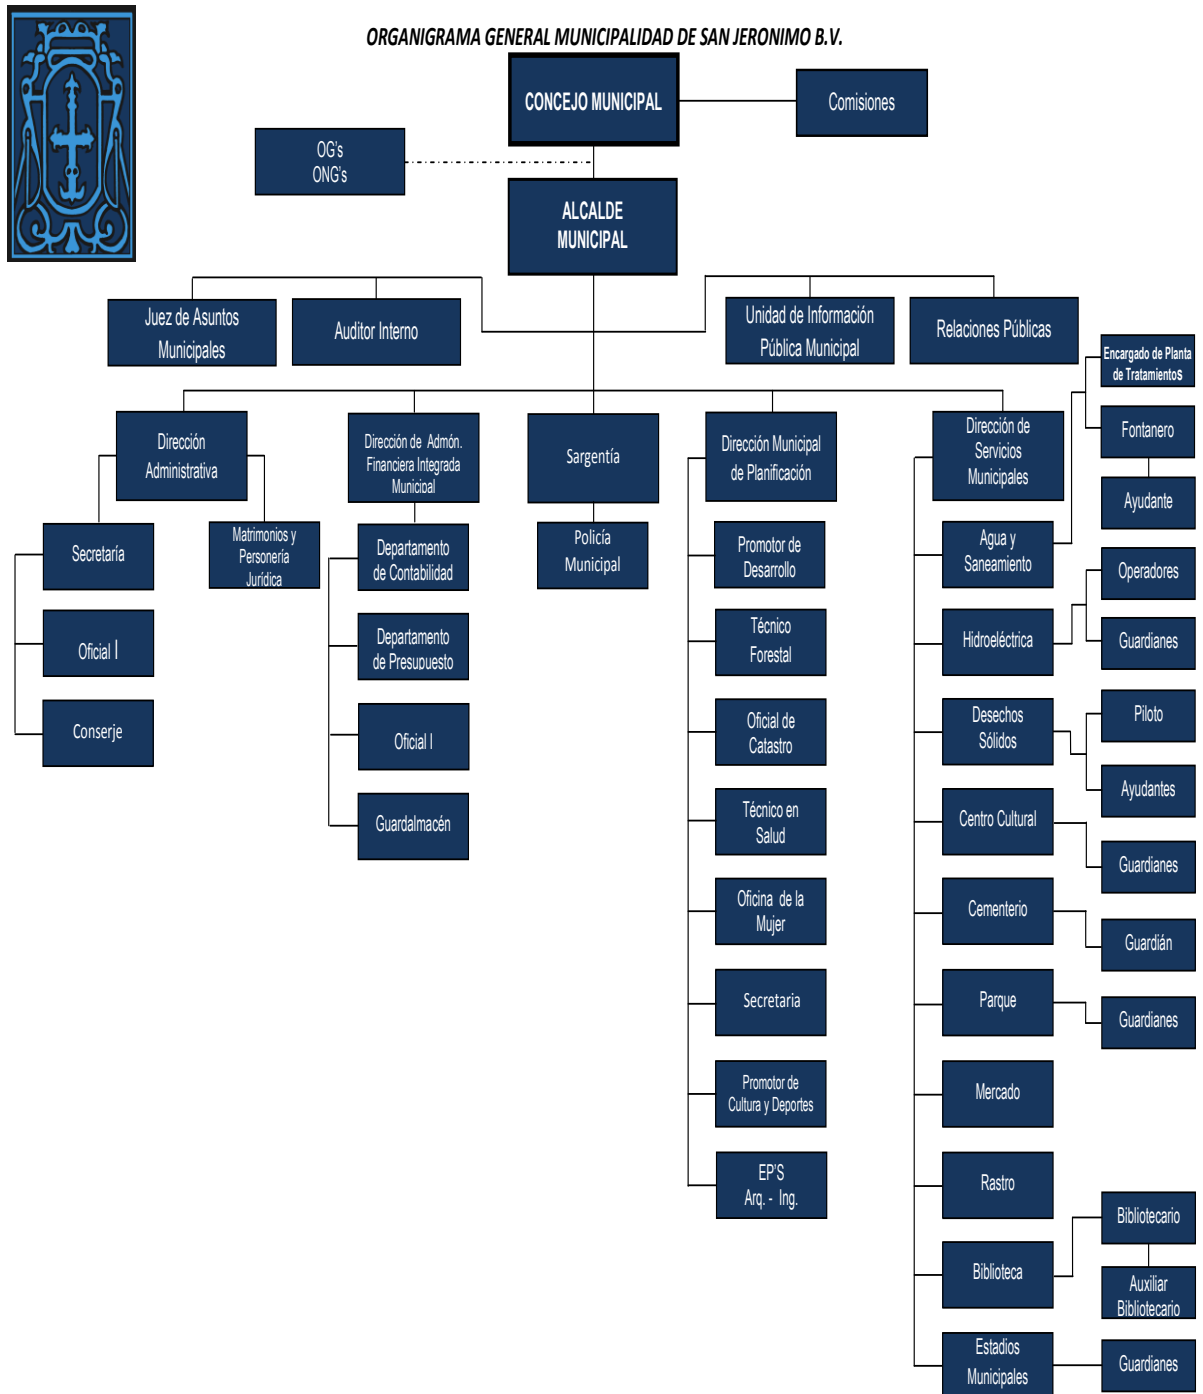 ORGANIGRAMA GENERAL MUNICIPALIDAD DE SAN JERONIMO B.V.
CONCEJO MUNICIPAL
Comisiones
OG's
ONG's
ALCALDE
MUNICIPAL
Juez de Asuntos
Municipales
Auditor Interno
Unidad de Información
Pública Municipal
Relaciones Públicas
Dirección
Administrativa
Dirección de Admón.
Financiera Integrada
Municipal
Sargentía
Dirección Municipal
de Planificación
Dirección de
Servicios
Municipales
Secretaría
Oficial I
Conserje
Matrimonios y
Personería
Jurídica
Departamento
de Contabilidad
Departamento
de Presupuesto
Oficial I
Guardalmacén
Policía
Municipal
Promotor de
Desarrollo
Técnico
Forestal
Oficial de
Catastro
Técnico en
Salud
Oficina de la
Mujer
Secretaria
Promotor de
Cultura y Deportes
EP'S
Arq. - Ing.
Agua y
Saneamiento
Hidroeléctrica
Desechos
Sólidos
Centro Cultural
Cementerio
Parque
Mercado
Rastro
Biblioteca
Estadios
Municipales
Encargado de Planta
de Tratamientos
Fontanero
Ayudante
Operadores
Guardianes
Piloto
Ayudantes
Guardianes
Guardián
Guardianes
Bibliotecario
Auxiliar
Bibliotecario
Guardianes